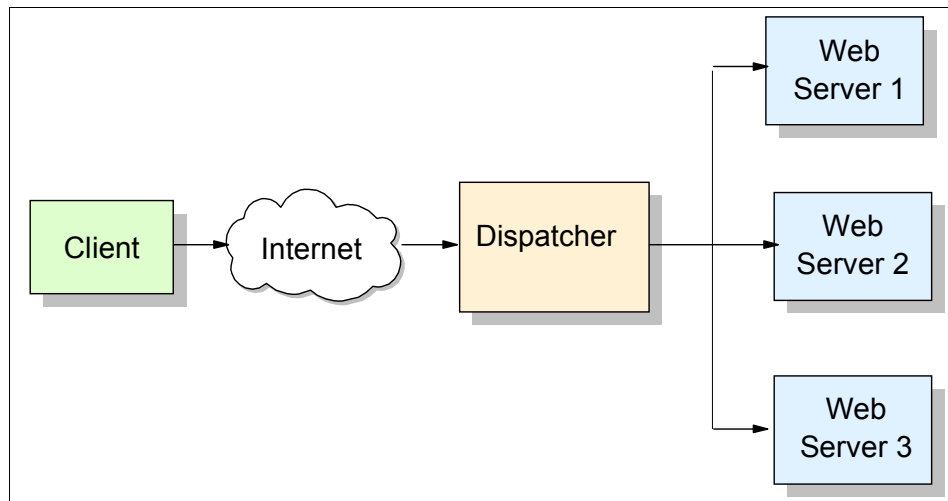 Client
Internet
Dispatcher
Web
Server 1
Web
Server 2
Web
Server 3